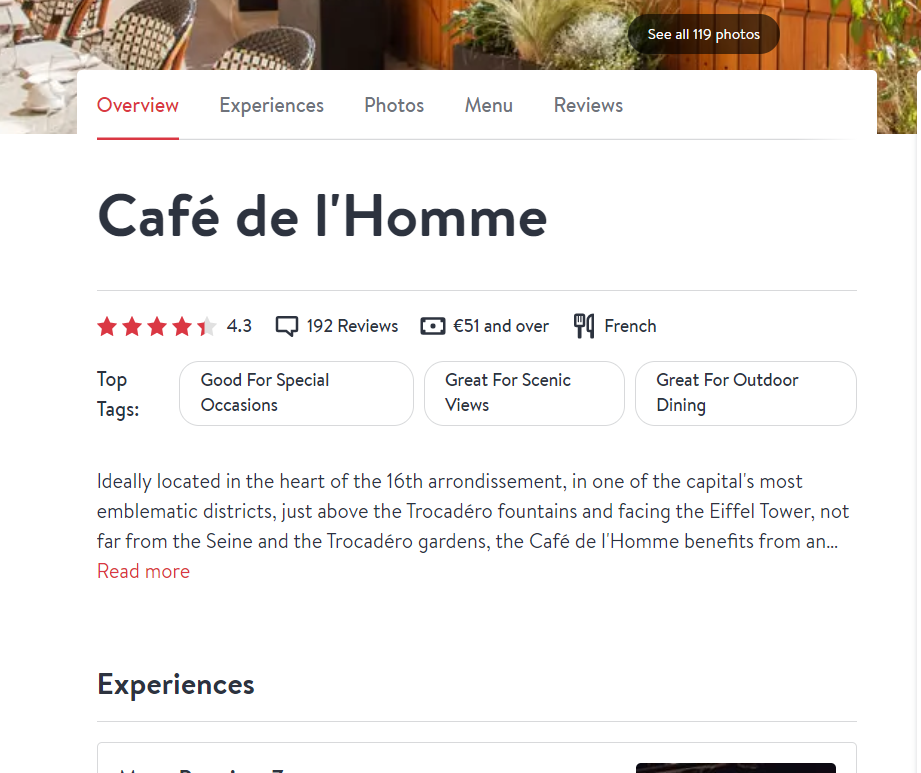 See all 119 photos
Overview Experiences Photos Menu Reviews
Café de l'Homme
4.3 192 Reviews €51 and over French
Top
Tags:
Good For Special
Occasions
Great For Scenic
Views
Great For Outdoor
Dining
Ideally located in the heart of the 16th arrondissement, in one of the capital's most
emblematic districts, just above the Trocadéro fountains and facing the Eiffel Tower, not
far from the Seine and the Trocadéro gardens, the Café de l'Homme benefits from an...
Read more
Experiences